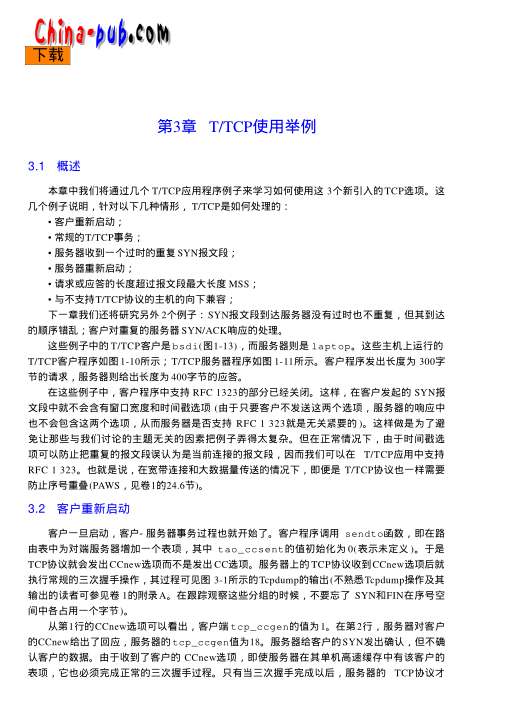 China-pub.com
下载
第3章 T/TCP使用举例
3.1 概述
本章中我们将通过几个 T/TCP应用程序例子来学习如何使用这 3个新引入的TCP选项。这
几个例子说明，针对以下几种情形， T/TCP是如何处理的：
• 客户重新启动；
• 常规的T/TCP事务；
• 服务器收到一个过时的重复 SYN报文段；
• 服务器重新启动；
• 请求或应答的长度超过报文段最大长度 MSS；
• 与不支持T/TCP协议的主机的向下兼容；
下一章我们还将研究另外 2个例子：SYN报文段到达服务器没有过时也不重复，但其到达
的顺序错乱；客户对重复的服务器 SYN/ACK响应的处理。
这些例子中的 T/TCP客户是bsdi(图1-13)，而服务器则是 laptop。这些主机上运行的
T/TCP客户程序如图 1-10所示；T/TCP服务器程序如图 1-11所示。客户程序发出长度为 300字
节的请求，服务器则给出长度为 400字节的应答。
在这些例子中，客户程序中支持 RFC 1323的部分已经关闭。这样，在客户发起的 SYN报
文段中就不会含有窗口宽度和时间戳选项 (由于只要客户不发送这两个选项，服务器的响应中
也不会包含这两个选项，从而服务器是否支持 RFC 1 323就是无关紧要的 )。这样做是为了避
免让那些与我们讨论的主题无关的因素把例子弄得太复杂。但在正常情况下，由于时间戳选
项可以防止把重复的报文段误认为是当前连接的报文段，因而我们可以在 T/TCP应用中支持
RFC 1 323。也就是说，在宽带连接和大数据量传送的情况下，即便是 T/TCP协议也一样需要
防止序号重叠(PAWS，见卷1的24.6节)。
3.2 客户重新启动
客户一旦启动，客户- 服务器事务过程也就开始了。客户程序调用 sendto函数，即在路
由表中为对端服务器增加一个表项，其中 tao_ccsent的值初始化为 0(表示未定义 )。于是
TCP协议就会发出CCnew选项而不是发出 CC选项。服务器上的 TCP协议收到CCnew选项后就
执行常规的三次握手操作，其过程可见图 3-1所示的Tcpdump的输出(不熟悉Tcpdump操作及其
输出的读者可参见卷 1的附录A。在跟踪观察这些分组的时候，不要忘了 SYN和FIN在序号空
间中各占用一个字节)。
从第1行的CCnew选项可以看出，客户端 tcp_ccgen的值为 1。在第2行，服务器对客户
的CCnew给出了回应，服务器的 tcp_ccgen值为18。服务器给客户的 SYN发出确认，但不确
认客户的数据。由于收到了客户的 CCnew选项，即使服务器在其单机高速缓存中有该客户的
表项，它也必须完成正常的三次握手过程。只有当三次握手完成以后，服务器的 TCP协议才